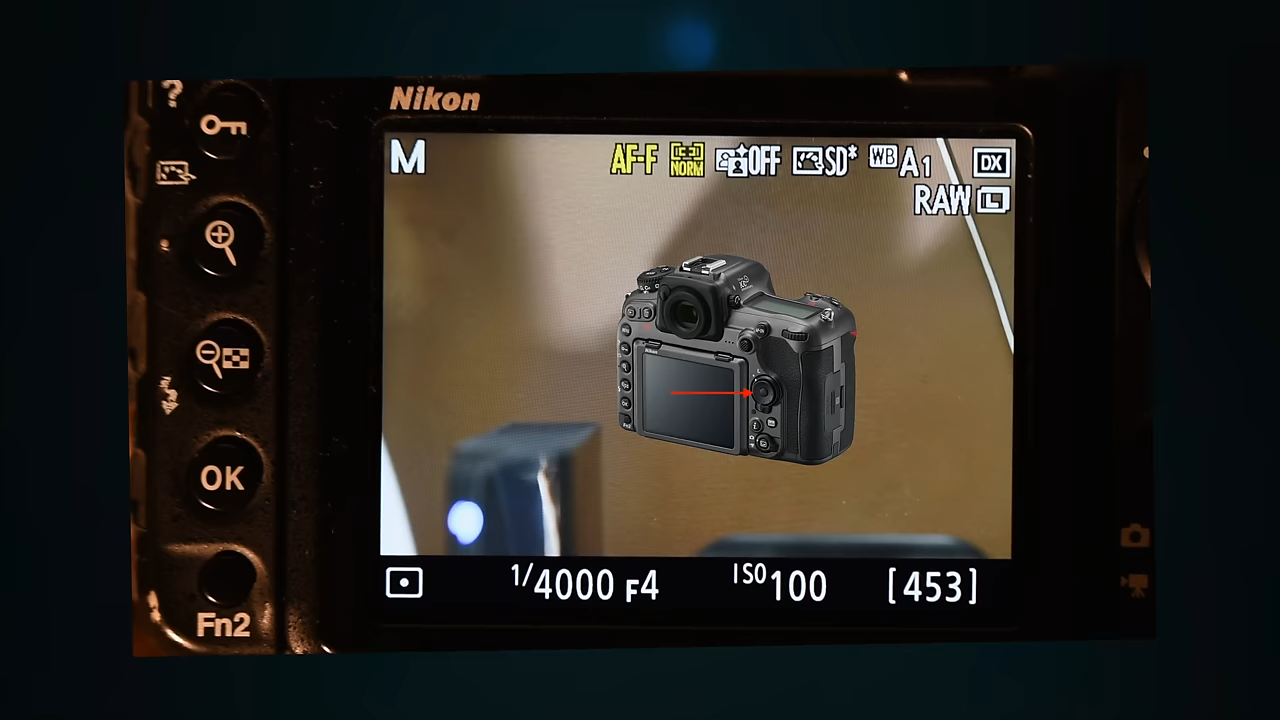 ?
Nikon
M AF-F NORM OFF SD* WB A1 DX
RAW L
OK
1/4000 F4 ISO 100 [453]
Fn2